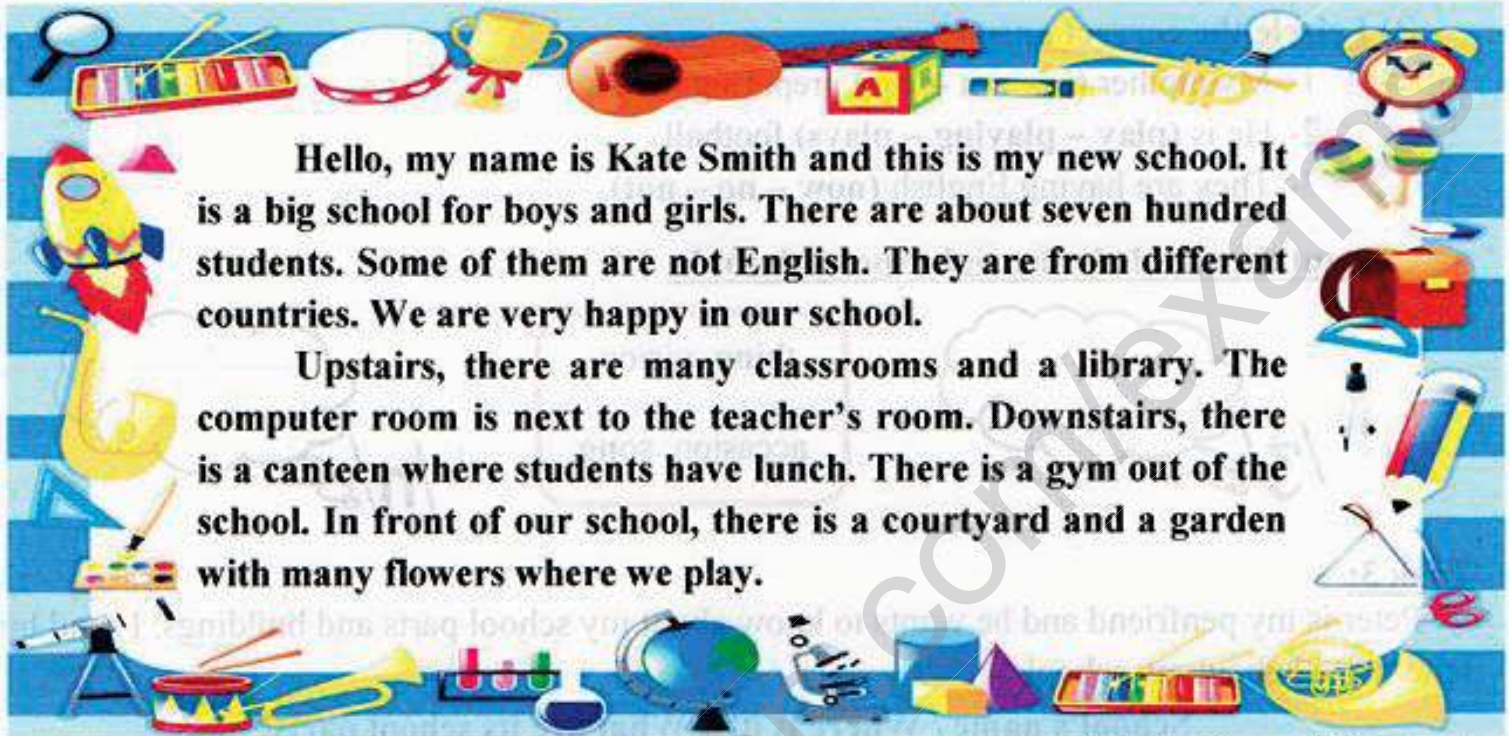 Hello, my name is Kate Smith and this is my new school. It
is a big school for boys and girls. There are about seven hundred
students. Some of them are not English. They are from different
countries. We are very happy in our school.
Upstairs, there are many classrooms and a library. The
computer room is next to the teacher's room. Downstairs, there
is a canteen where students have lunch. There is a gym out of the
school. In front of our school, there is a courtyard and a garden
with many flowers where we play.
A
.com/exams